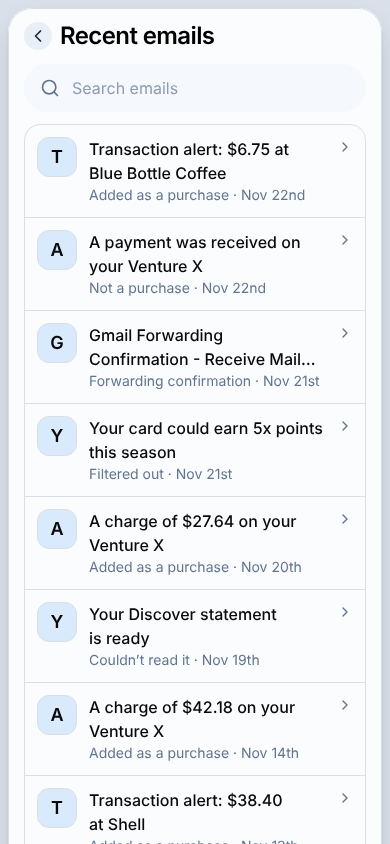 Recent emails
Search emails
T
Transaction alert: $6.75 at
Blue Bottle Coffee
Added as a purchase · Nov 22nd
A
A payment was received on
your Venture X
Not a purchase · Nov 22nd
G
Gmail Forwarding
Confirmation - Receive Mail...
Forwarding confirmation · Nov 21st
Y
Your card could earn 5x points
this season
Filtered out · Nov 21st
A
A charge of $27.64 on your
Venture X
Added as a purchase · Nov 20th
Y
Your Discover statement
is ready
Couldn’t read it · Nov 19th
A
A charge of $42.18 on your
Venture X
Added as a purchase · Nov 14th
T
Transaction alert: $38.40
at Shell
Added as a purchase · Nov